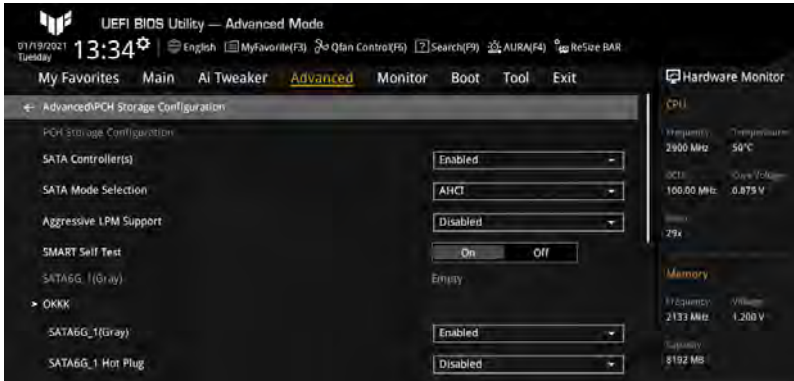 UEFI BIOS Utility — Advanced Mode
01/19/2021 Tuesday 13:34 English MyFavorite(F3) Qfan Control(F6) Search(F9) AURA(F4) ReSize BAR
My Favorites Main Ai Tweaker Advanced Monitor Boot Tool Exit Hardware Monitor
Advanced\PCH Storage Configuration
CPU
PCH Storage Configuration
Frequency Temperature
SATA Controller(s) Enabled
2900 MHz 50°C
SATA Mode Selection AHCI
BCLK Core Voltage
100.00 MHz 0.875 V
Aggressive LPM Support Disabled
Ratio
29x
SMART Self Test On Off
SATA6G_1(Gray) Empty
Memory
> OKKK
Frequency Voltage
2133 MHz 1.200 V
SATA6G_1(Gray) Enabled
Capacity
8192 MB
SATA6G_1 Hot Plug Disabled